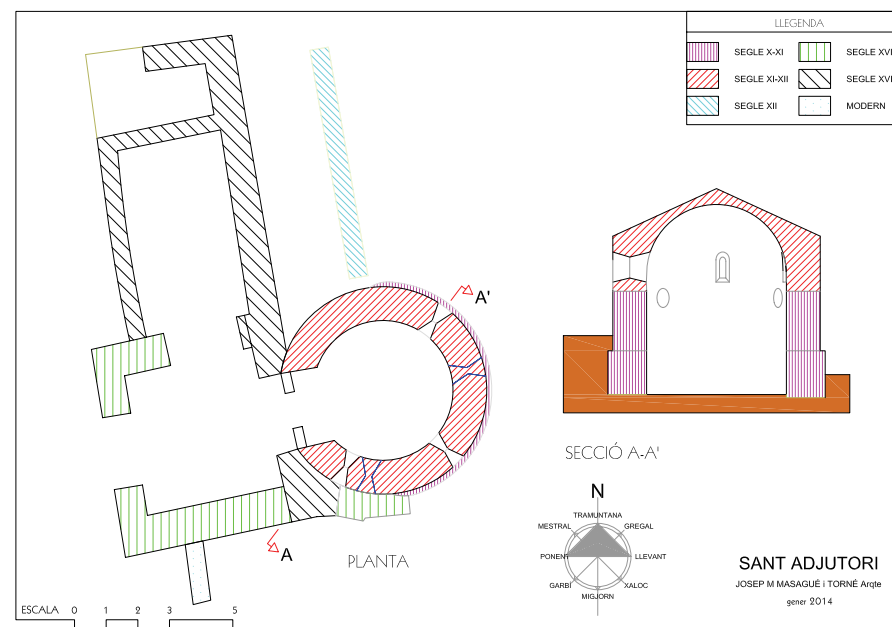 LLEGENDA
SEGLE X-XI
SEGLE XI-XII
SEGLE XII
MODERN
A'
A
PLANTA
SECCIÓ A-A'
N
TRAMUNTANA
MESTRAL
GREGAL
PONENT
LLEVANT
GARBÍ
XALOC
MIGJORN
SANT ADJUTORI
JOSEP M MASAGUÉ i TORNÉ Arqte
gener 2014
ESCALA 0 1 2 3 5